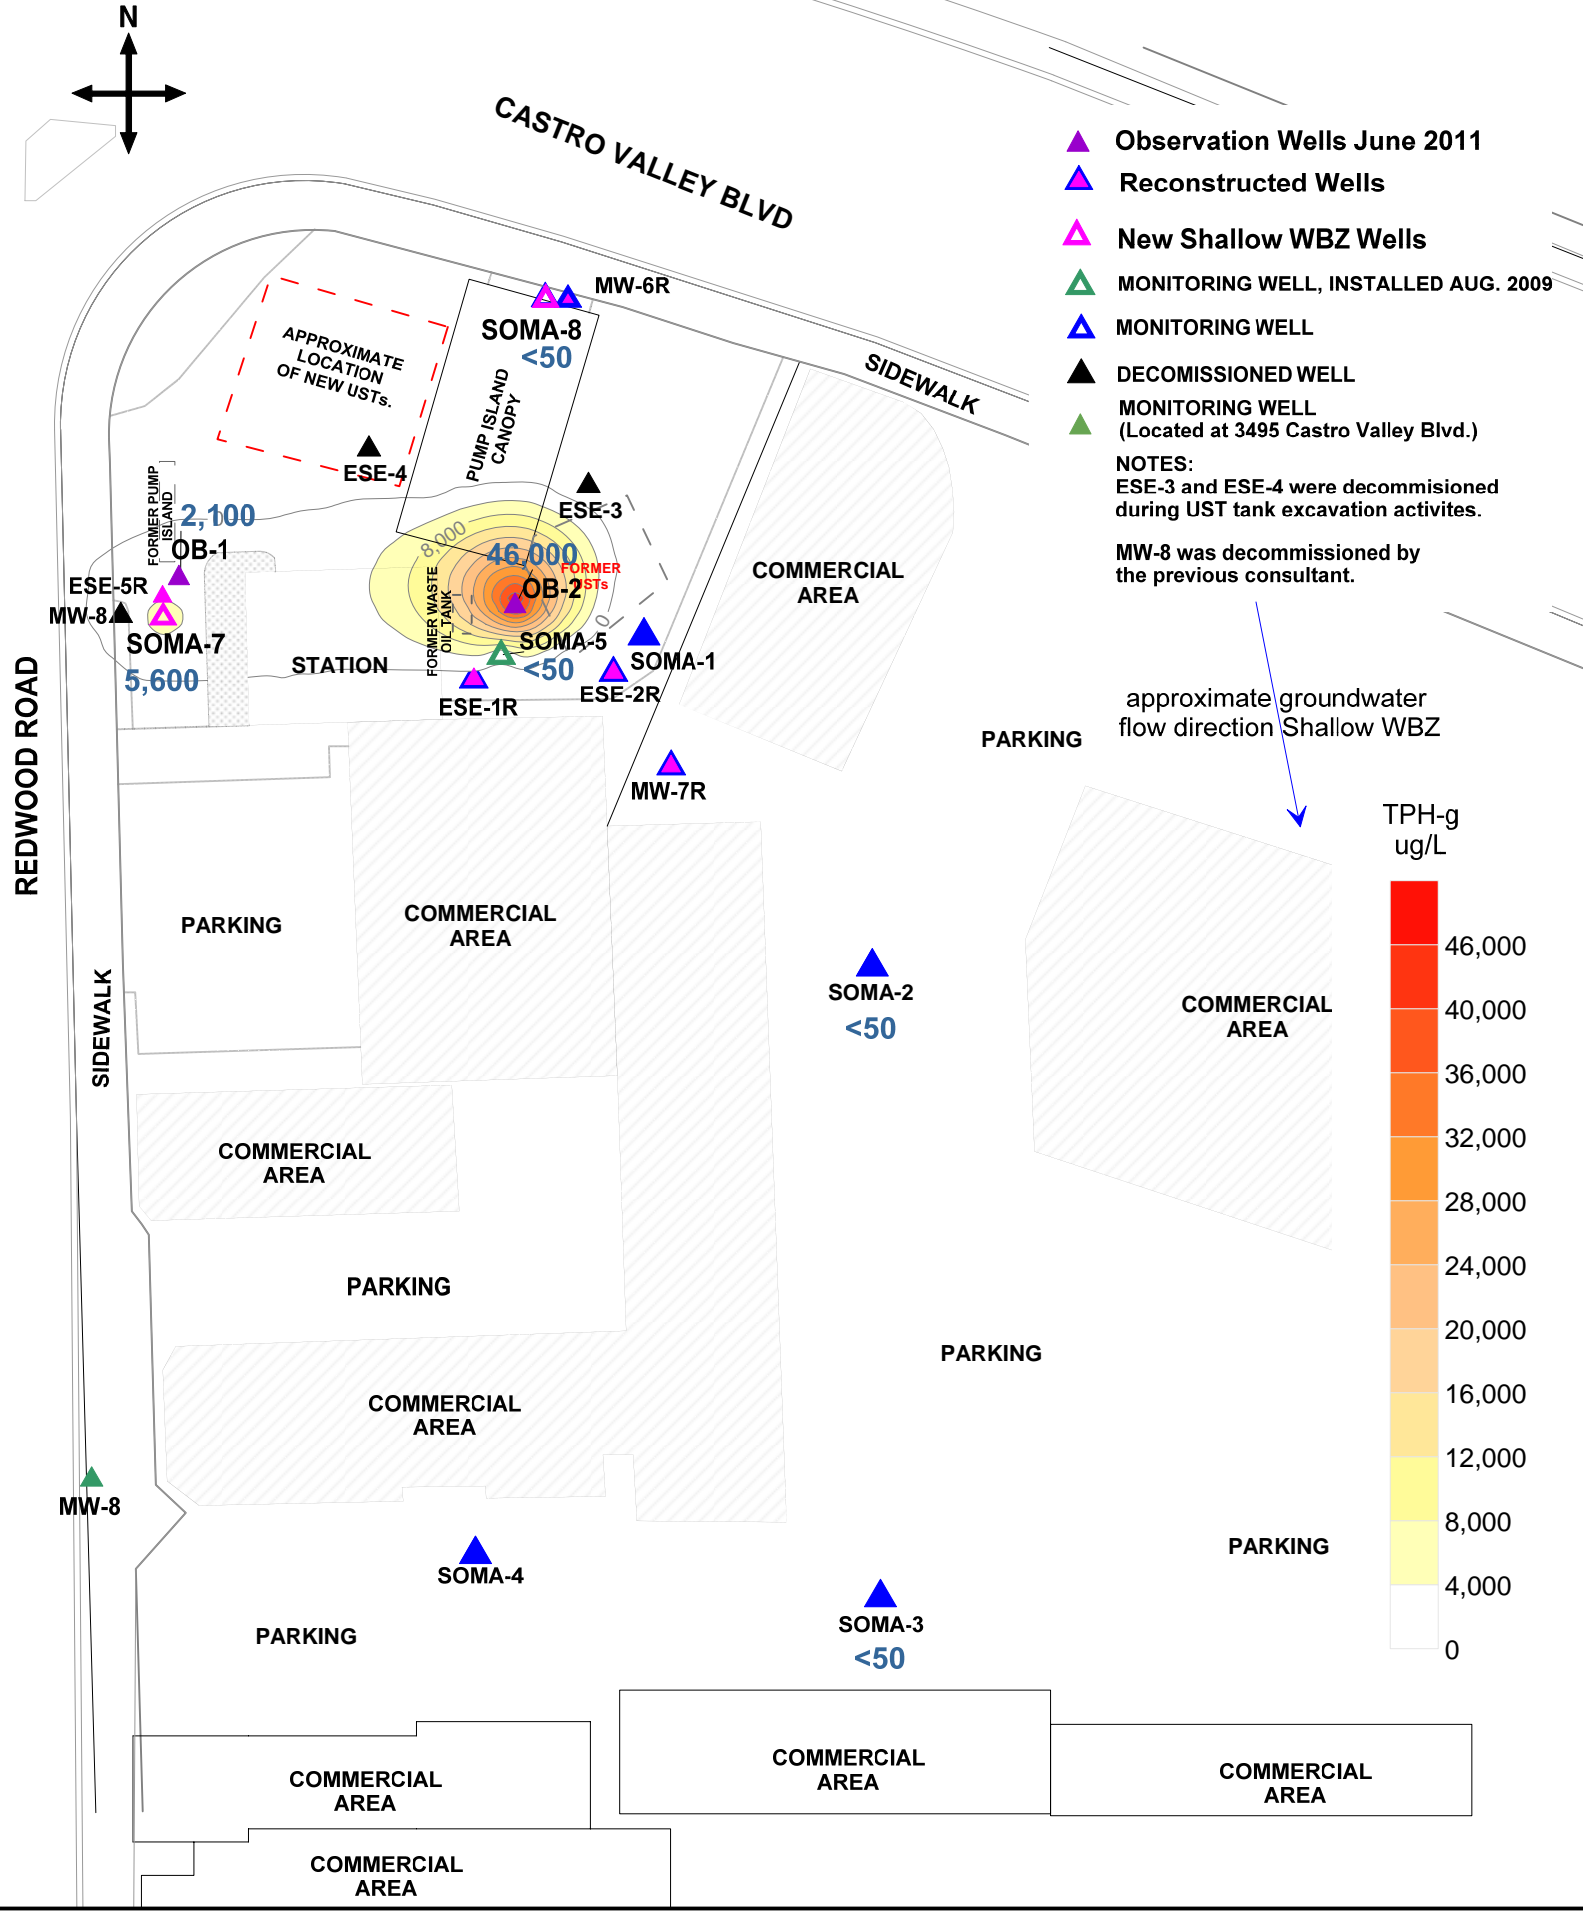 N
CASTRO VALLEY BLVD
Observation Wells June 2011
Reconstructed Wells
New Shallow WBZ Wells
MONITORING WELL, INSTALLED AUG. 2009
MONITORING WELL
DECOMISSIONED WELL
MONITORING WELL
(Located at 3495 Castro Valley Blvd.)
NOTES:
ESE-3 and ESE-4 were decommisioned
during UST tank excavation activites.
MW-8 was decommissioned by
the previous consultant.
approximate groundwater
flow direction Shallow WBZ
MW-6R
SOMA-8
<50
APPROXIMATE
LOCATION
OF NEW USTs.
PUMP ISLAND
CANOPY
SIDEWALK
ESE-4
ESE-3
FORMER PUMP
ISLAND
2,100
0
OB-1
8,000
46,000
FORMER
USTs
OB-2
ESE-5R
MW-8
SOMA-7
5,600
STATION
FORMER WASTE
OIL TANK
0
SOMA-5
<50
SOMA-1
ESE-1R
ESE-2R
MW-7R
COMMERCIAL
AREA
PARKING
REDWOOD ROAD
SIDEWALK
PARKING
COMMERCIAL
AREA
SOMA-2
<50
COMMERCIAL
AREA
TPH-g
ug/L
46,000
40,000
36,000
32,000
28,000
24,000
20,000
16,000
12,000
8,000
4,000
0
COMMERCIAL
AREA
PARKING
PARKING
COMMERCIAL
AREA
MW-8
SOMA-4
PARKING
PARKING
SOMA-3
<50
COMMERCIAL
AREA
COMMERCIAL
AREA
COMMERCIAL
AREA
COMMERCIAL
AREA